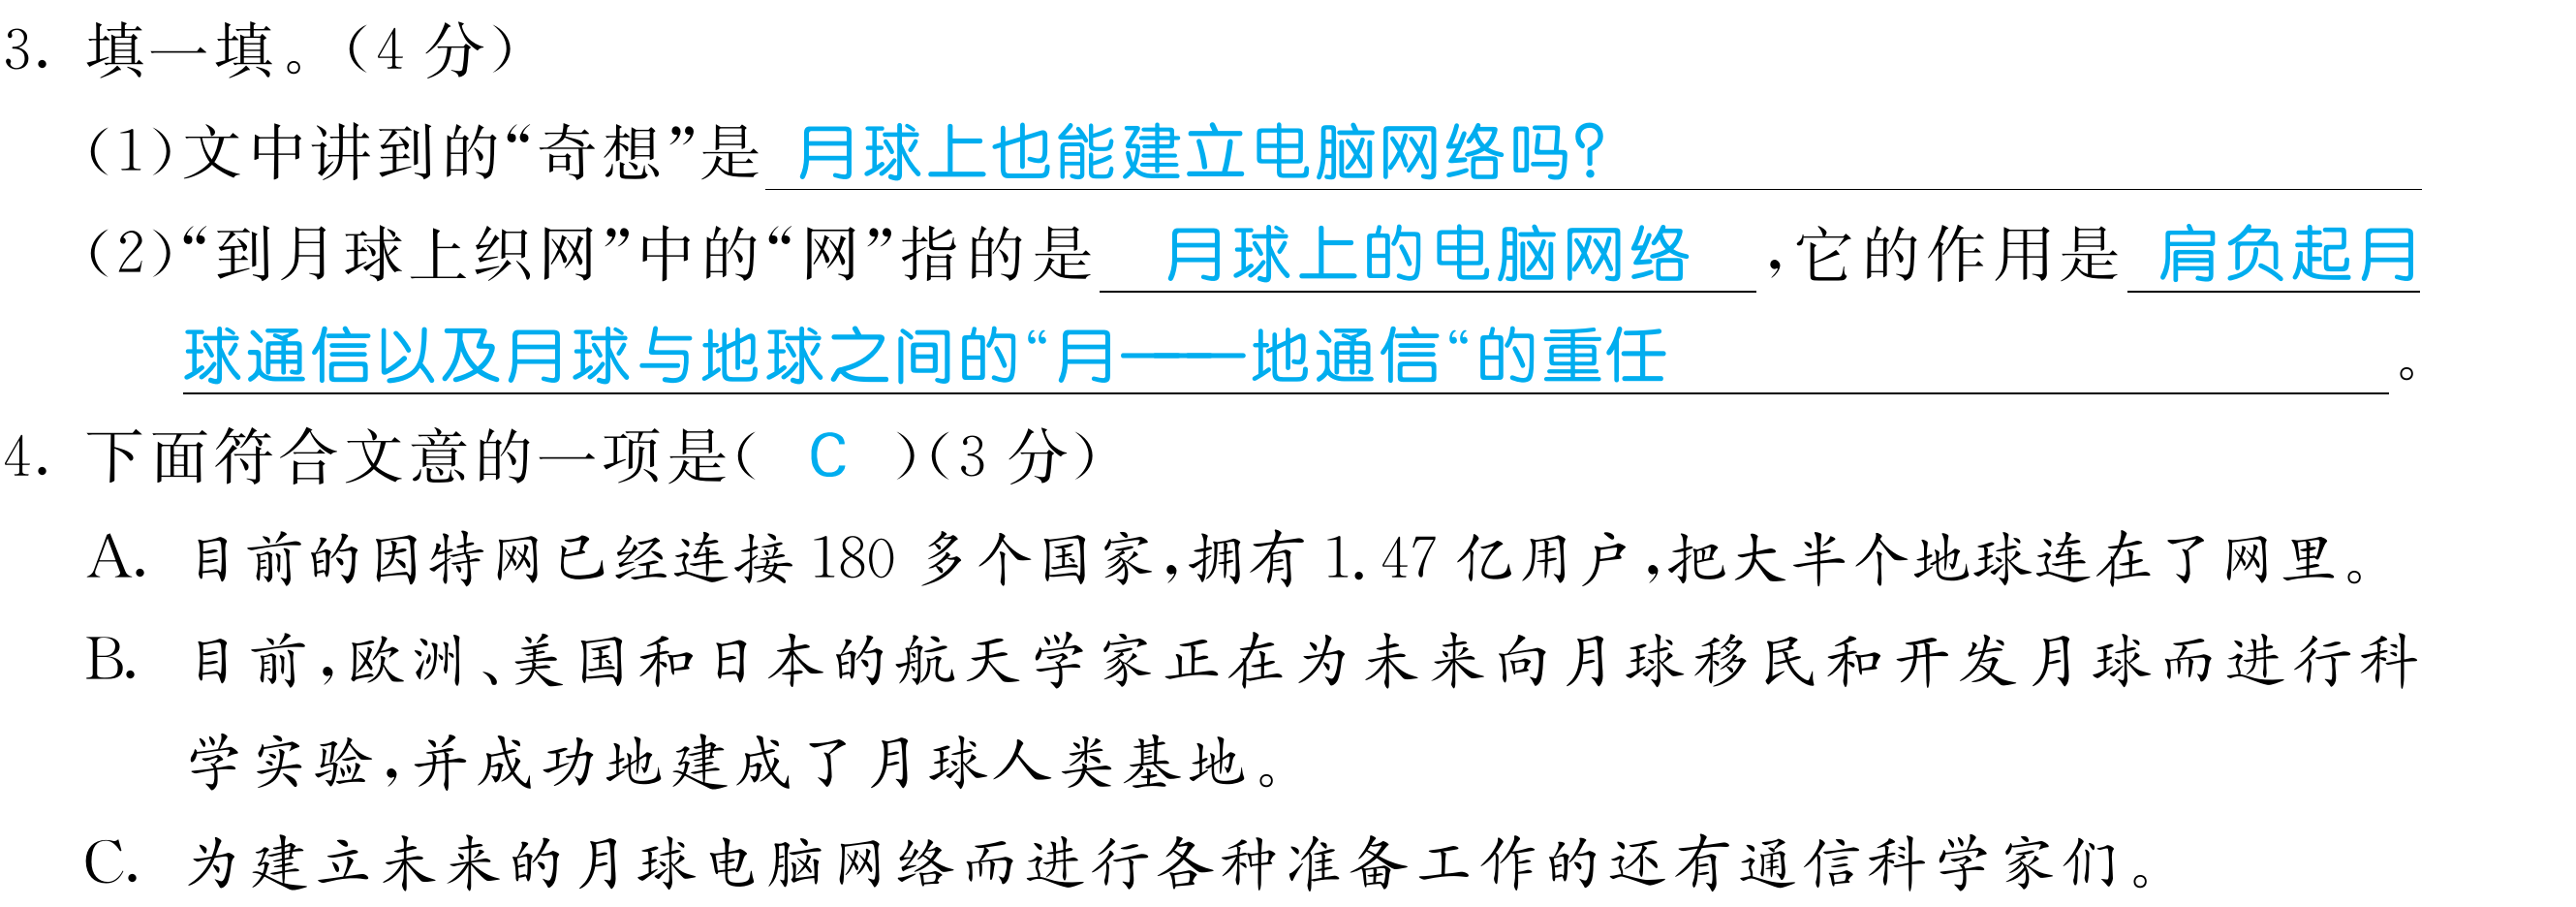 3. 填一填。(4 分)
(1)文中讲到的“奇想”是 月球上也能建立电脑网络吗?
(2)“到月球上织网”中的“网”指的是 月球上的电脑网络 ,它的作用是 肩负起月
球通信以及月球与地球之间的“月——地通信“的重任 。
4. 下面符合文意的一项是( C )(3 分)
A. 目前的因特网已经连接 180 多个国家,拥有 1.47 亿用户,把大半个地球连在了网里。
B. 目前,欧洲、美国和日本的航天学家正在为未来向月球移民和开发月球而进行科
学实验,并成功地建成了月球人类基地。
C. 为建立未来的月球电脑网络而进行各种准备工作的还有通信科学家们。